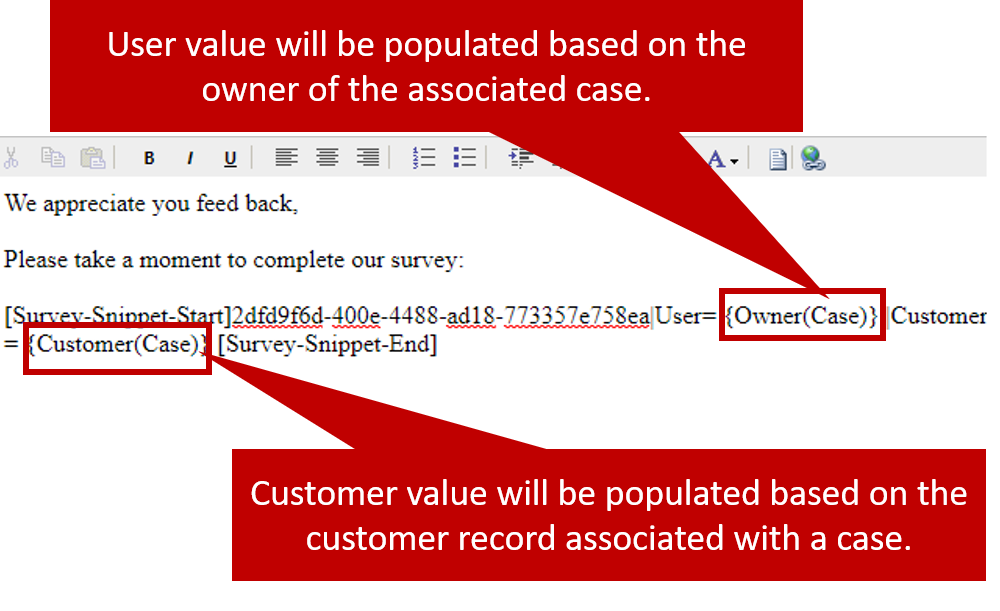 User value will be populated based on the
owner of the associated case.
B I U A
We appreciate you feed back,
Please take a moment to complete our survey:
[Survey-Snippet-Start]2dfd9f6d-400e-4488-ad18-773357e758ea|User= {Owner(Case)} |Customer
= {Customer(Case)} [Survey-Snippet-End]
Customer value will be populated based on the
customer record associated with a case.